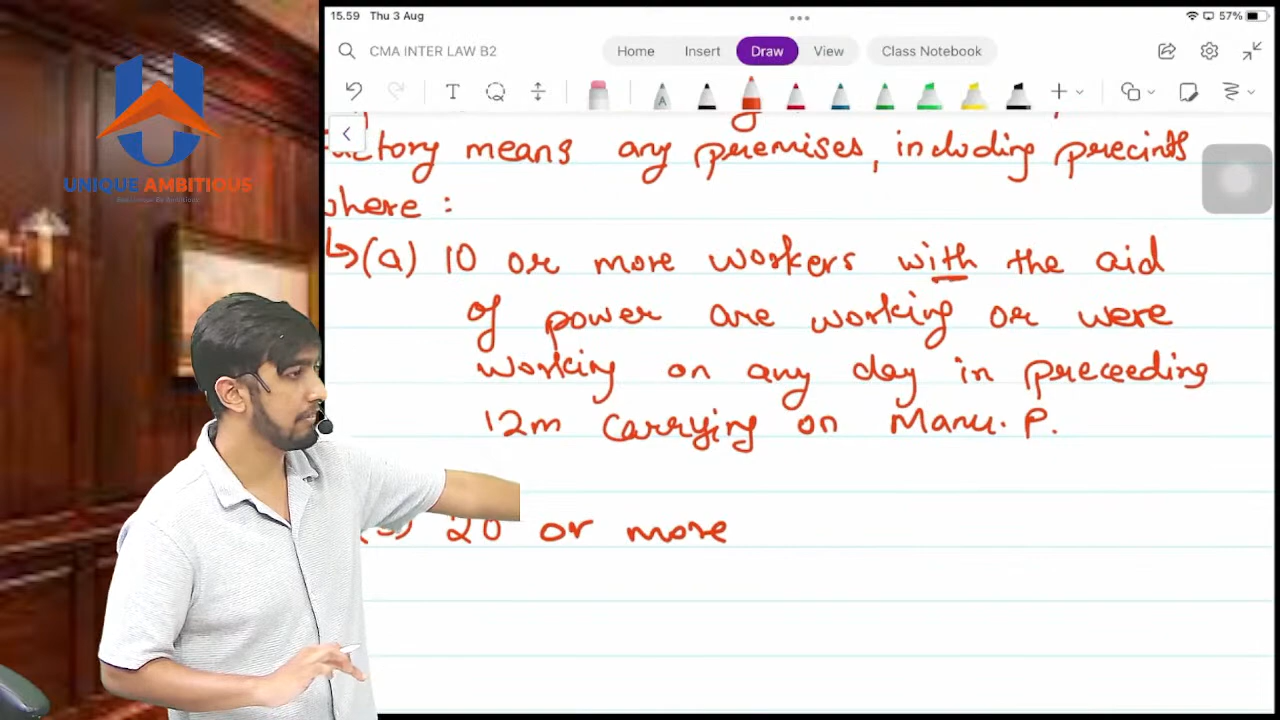 15.59 Thu 3 Aug
57%
CMA INTER LAW B2
Home Insert Draw View Class Notebook
UNIQUE AMBITIOUS
actory means any premises, including precints
where :
(a) 10 or more workers with the aid
of power are working or were
working on any day in preceeding
12m carrying on Manu. P.
20 or more